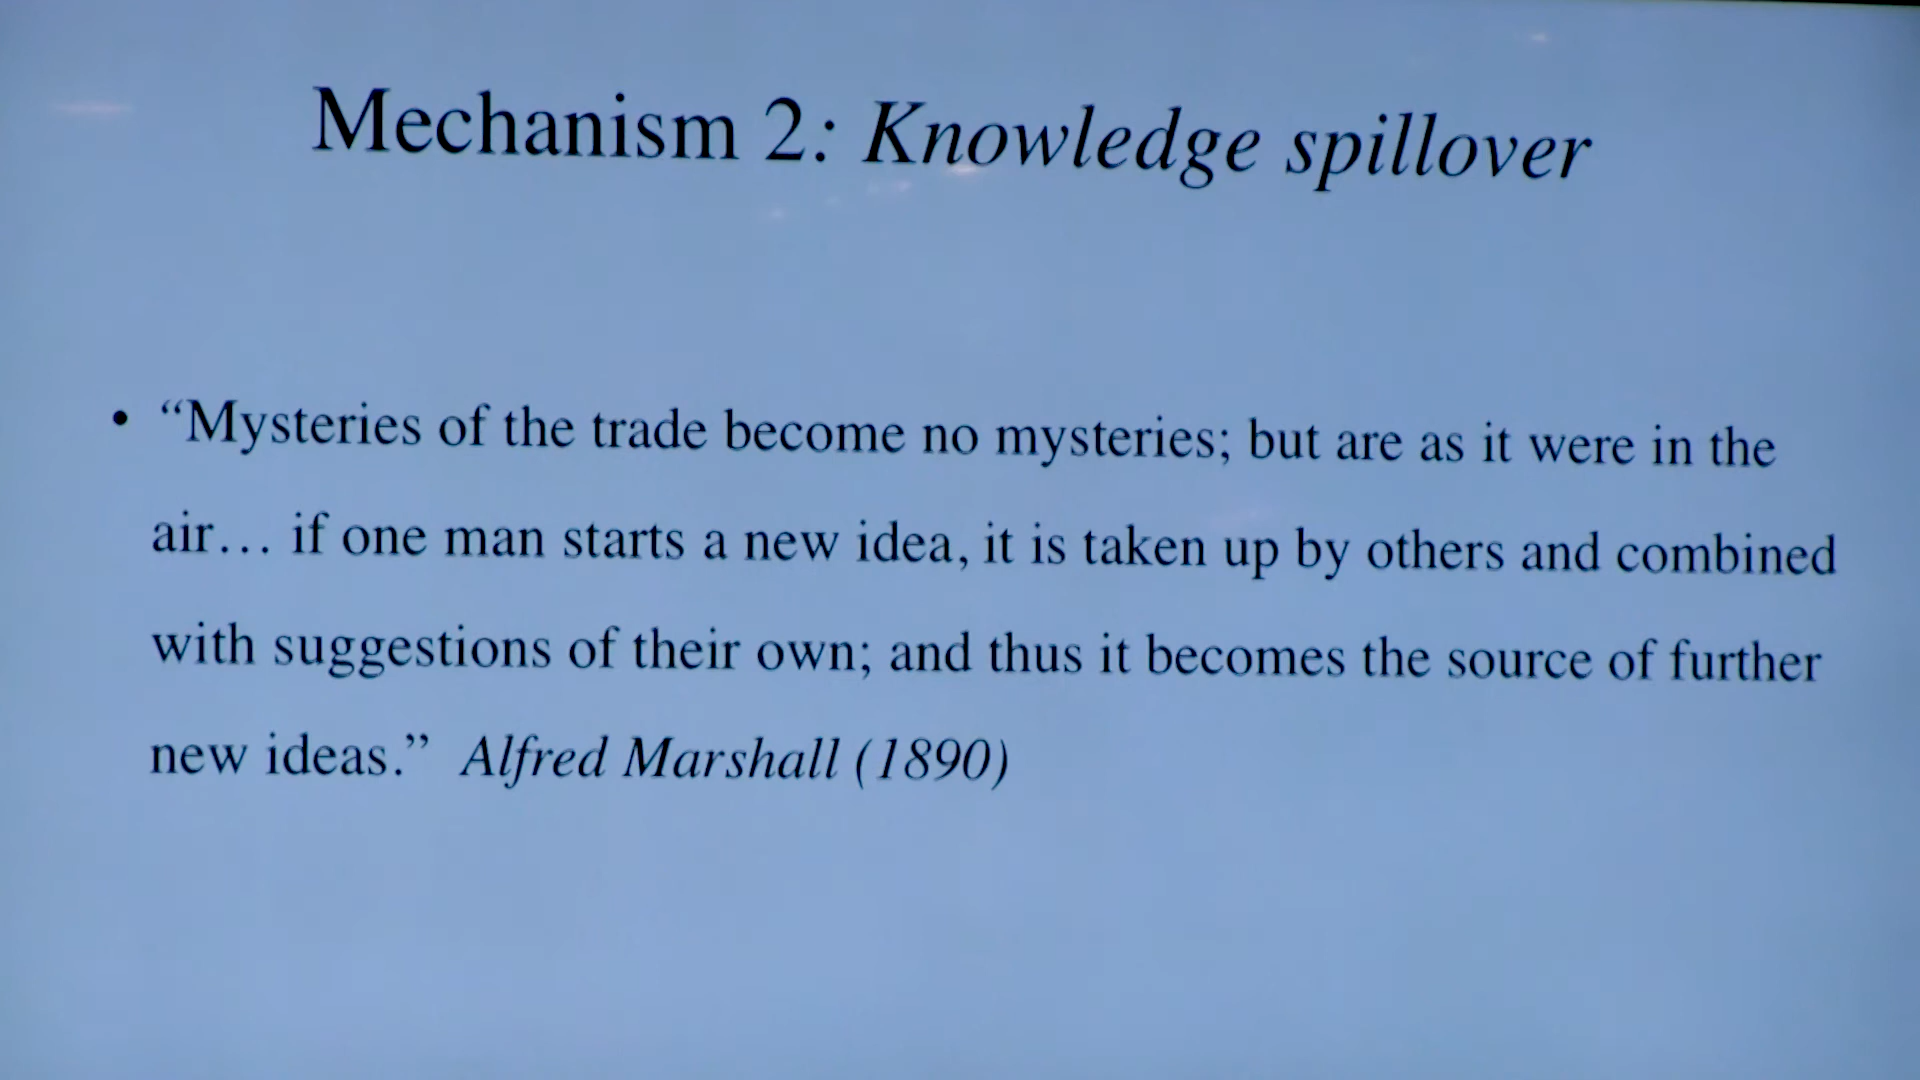 Mechanism 2: Knowledge spillover
• “Mysteries of the trade become no mysteries; but are as it were in the
air… if one man starts a new idea, it is taken up by others and combined
with suggestions of their own; and thus it becomes the source of further
new ideas.” Alfred Marshall (1890)